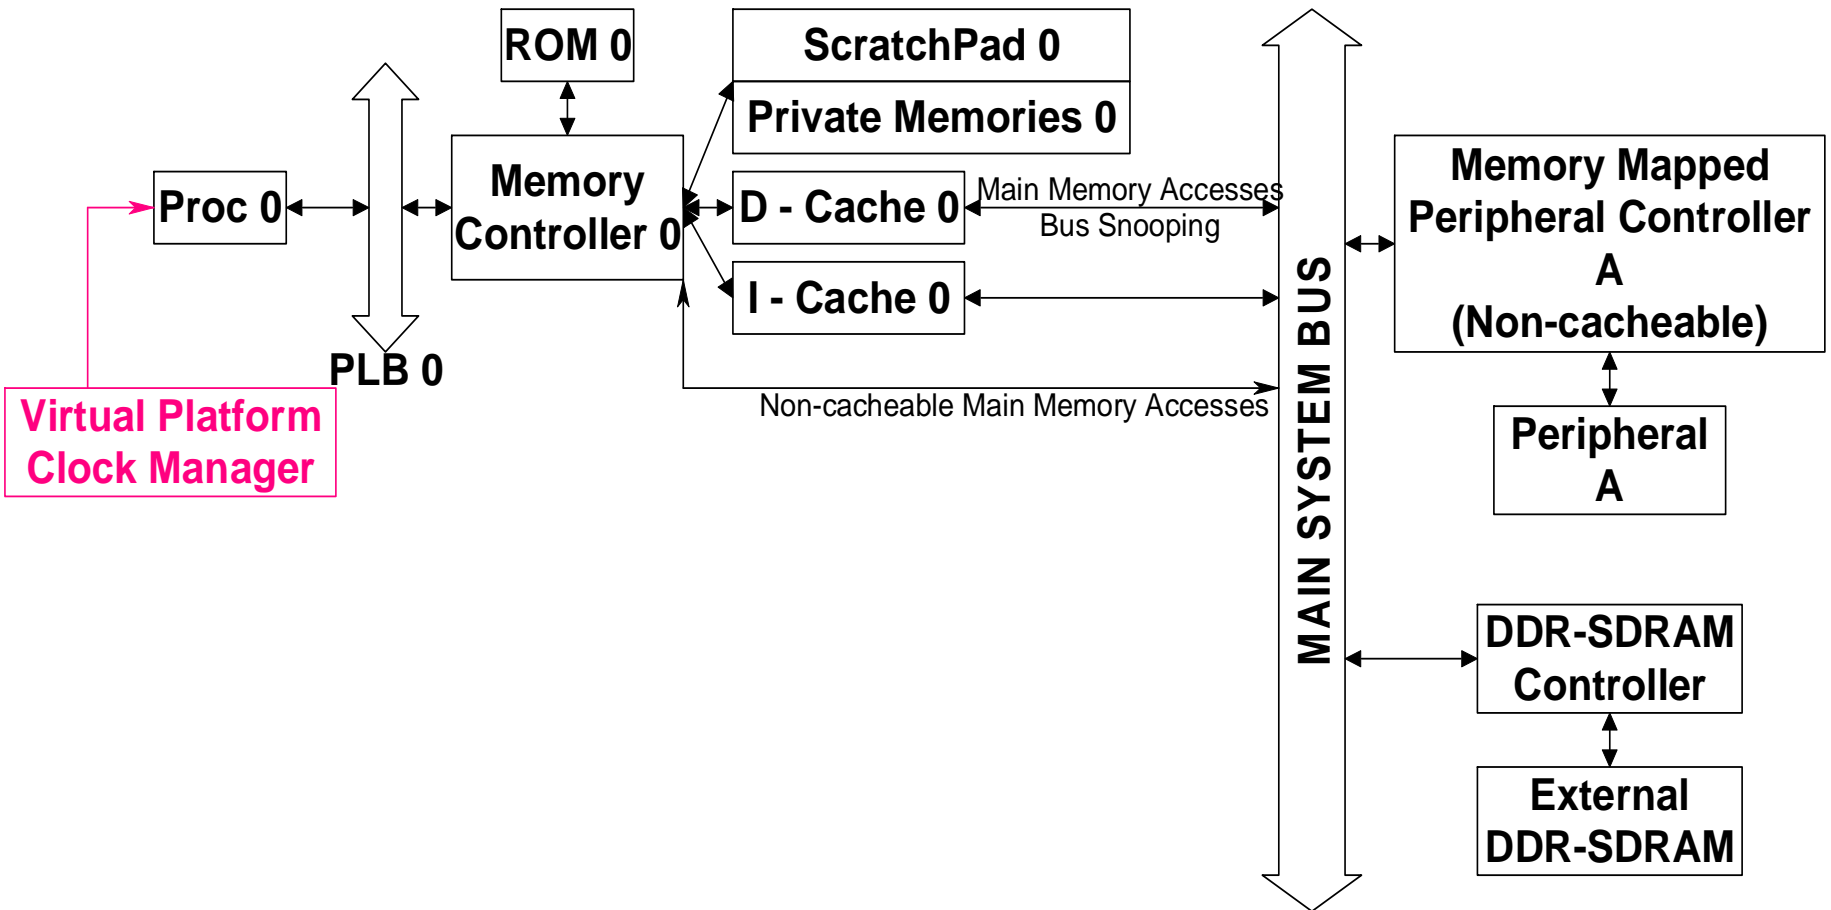 ROM 0
ScratchPad 0
Private Memories 0
Memory
Controller 0
Proc 0
D - Cache 0
Main Memory Accesses
Bus Snooping
I - Cache 0
PLB 0
Non-cacheable Main Memory Accesses
Virtual Platform
Clock Manager
MAIN SYSTEM BUS
Memory Mapped
Peripheral Controller
A
(Non-cacheable)
Peripheral
A
DDR-SDRAM
Controller
External
DDR-SDRAM